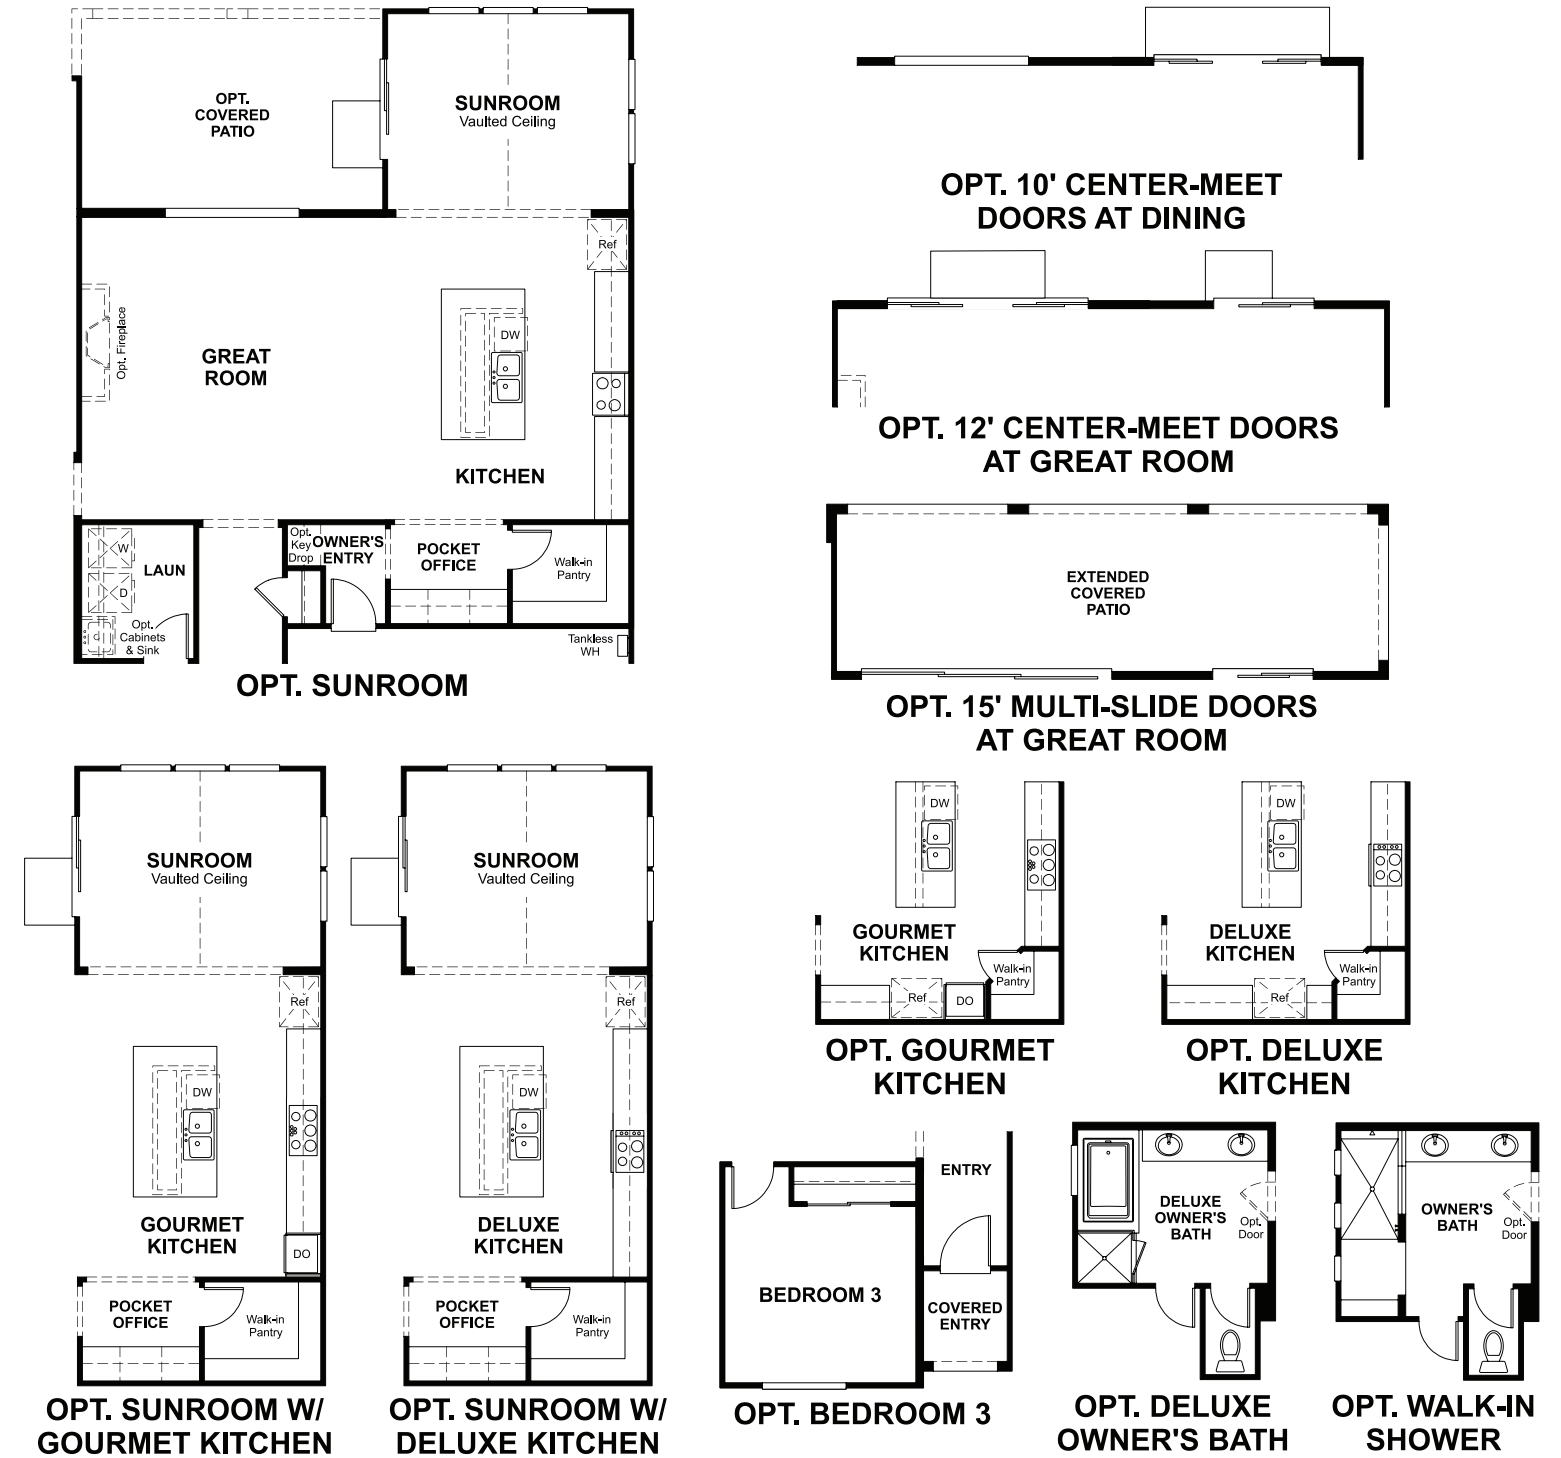 OPT.
COVERED
PATIO
SUNROOM
Vaulted Ceiling
Ref
Opt. Fireplace
GREAT
ROOM
DW
KITCHEN
W
D
LAUN
Opt.
Cabinets
& Sink
Opt.
Key
Drop
OWNER'S
ENTRY
POCKET
OFFICE
Walk-in
Pantry
Tankless
WH
OPT. SUNROOM
OPT. 10' CENTER-MEET
DOORS AT DINING
OPT. 12' CENTER-MEET DOORS
AT GREAT ROOM
EXTENDED
COVERED
PATIO
OPT. 15' MULTI-SLIDE DOORS
AT GREAT ROOM
SUNROOM
Vaulted Ceiling
Ref
DW
GOURMET
KITCHEN
DO
POCKET
OFFICE
Walk-in
Pantry
OPT. SUNROOM W/
GOURMET KITCHEN
SUNROOM
Vaulted Ceiling
Ref
DW
DELUXE
KITCHEN
POCKET
OFFICE
Walk-in
Pantry
OPT. SUNROOM W/
DELUXE KITCHEN
DW
GOURMET
KITCHEN
Walk-in
Pantry
Ref
DO
OPT. GOURMET
KITCHEN
DW
DELUXE
KITCHEN
Walk-in
Pantry
Ref
OPT. DELUXE
KITCHEN
ENTRY
BEDROOM 3
COVERED
ENTRY
OPT. BEDROOM 3
DELUXE
OWNER'S
BATH
Opt.
Door
OPT. DELUXE
OWNER'S BATH
OWNER'S
BATH
Opt.
Door
OPT. WALK-IN
SHOWER